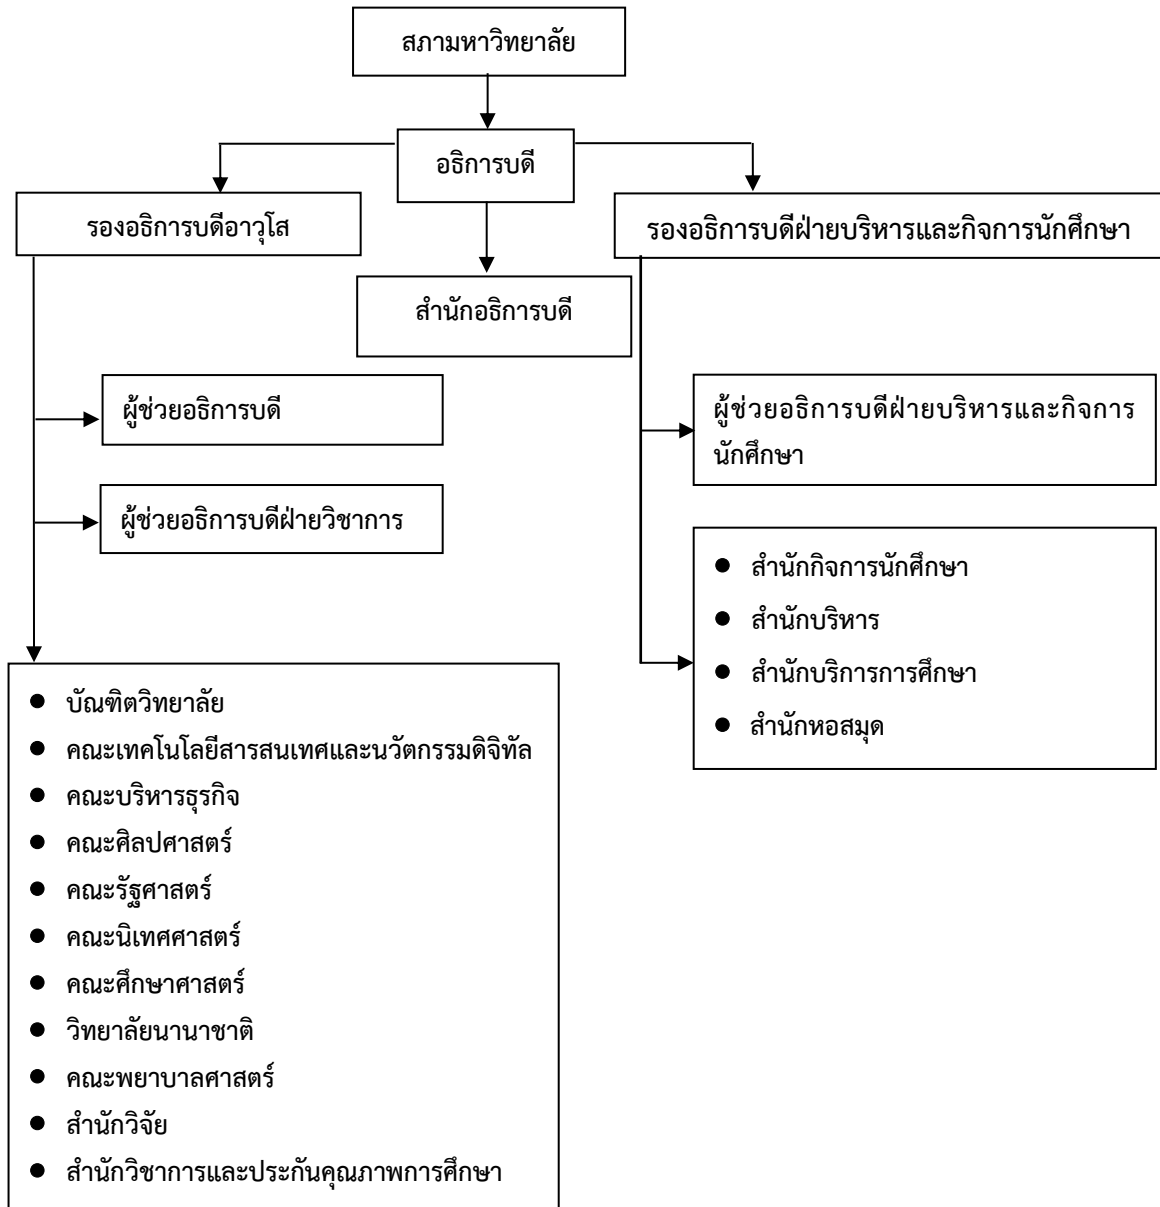 สภามหาวิทยาลัย
อธิการบดี
รองอธิการบดีอาวุโส
รองอธิการบดีฝ่ายบริหารและกิจการนักศึกษา
สำนักอธิการบดี
ผู้ช่วยอธิการบดี
ผู้ช่วยอธิการบดีฝ่ายวิชาการ
ผู้ช่วยอธิการบดีฝ่ายบริหารและกิจการ
นักศึกษา
● สำนักกิจการนักศึกษา
● สำนักบริหาร
● สำนักบริการการศึกษา
● สำนักหอสมุด
● บัณฑิตวิทยาลัย
● คณะเทคโนโลยีสารสนเทศและนวัตกรรมดิจิทัล
● คณะบริหารธุรกิจ
● คณะศิลปศาสตร์
● คณะรัฐศาสตร์
● คณะนิเทศศาสตร์
● คณะศึกษาศาสตร์
● วิทยาลัยนานาชาติ
● คณะพยาบาลศาสตร์
● สำนักวิจัย
● สำนักวิชาการและประกันคุณภาพการศึกษา